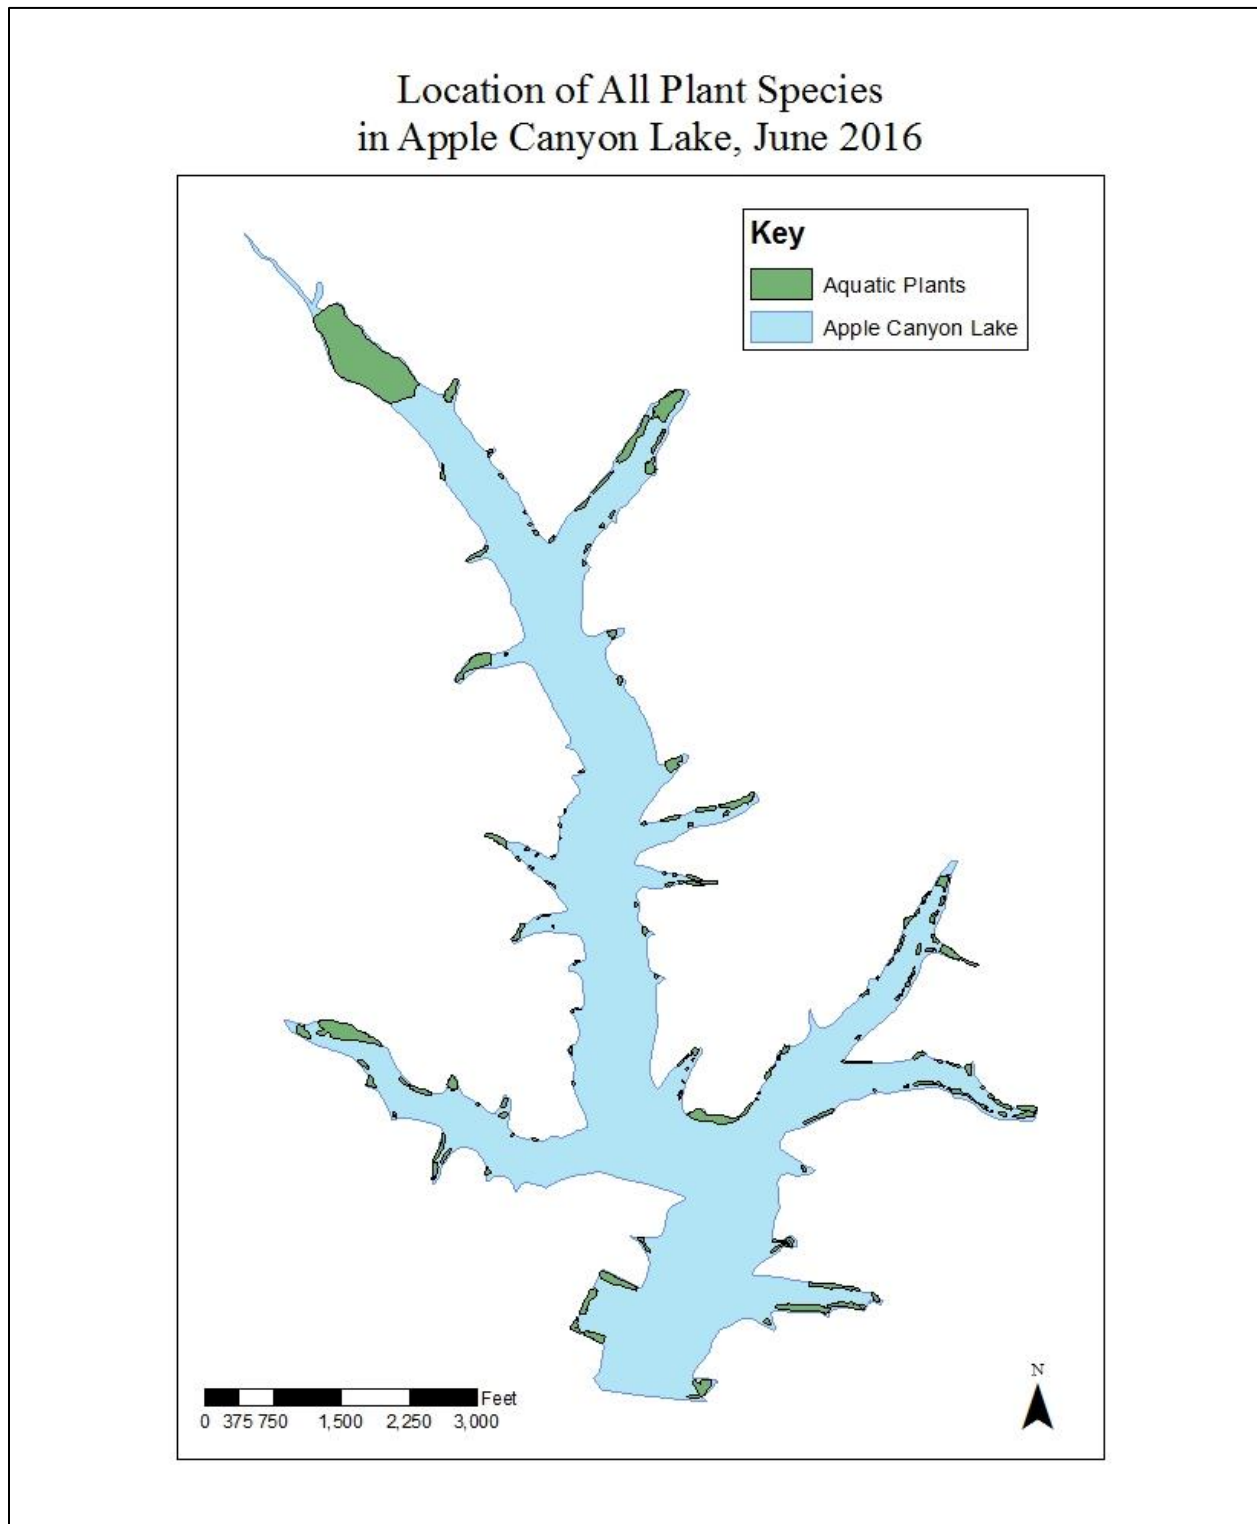 Location of All Plant Species
in Apple Canyon Lake, June 2016
Key
Aquatic Plants
Apple Canyon Lake
N
Feet
0 375 750 1,500 2,250 3,000